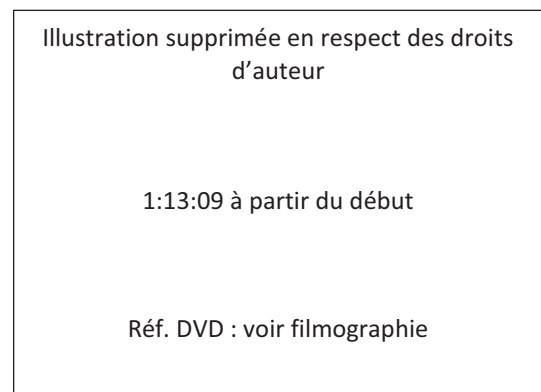 Illustration supprimée en respect des droits
d’auteur
1:13:09 à partir du début
Réf. DVD : voir filmographie